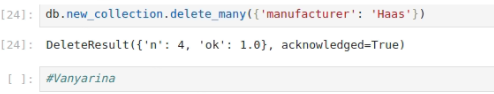 [24]: db.new_collection.delete_many({'manufacturer': 'Haas'})
[24]: DeleteResult({'n': 4, 'ok': 1.0}, acknowledged=True)
[ ]: #Vanyarina